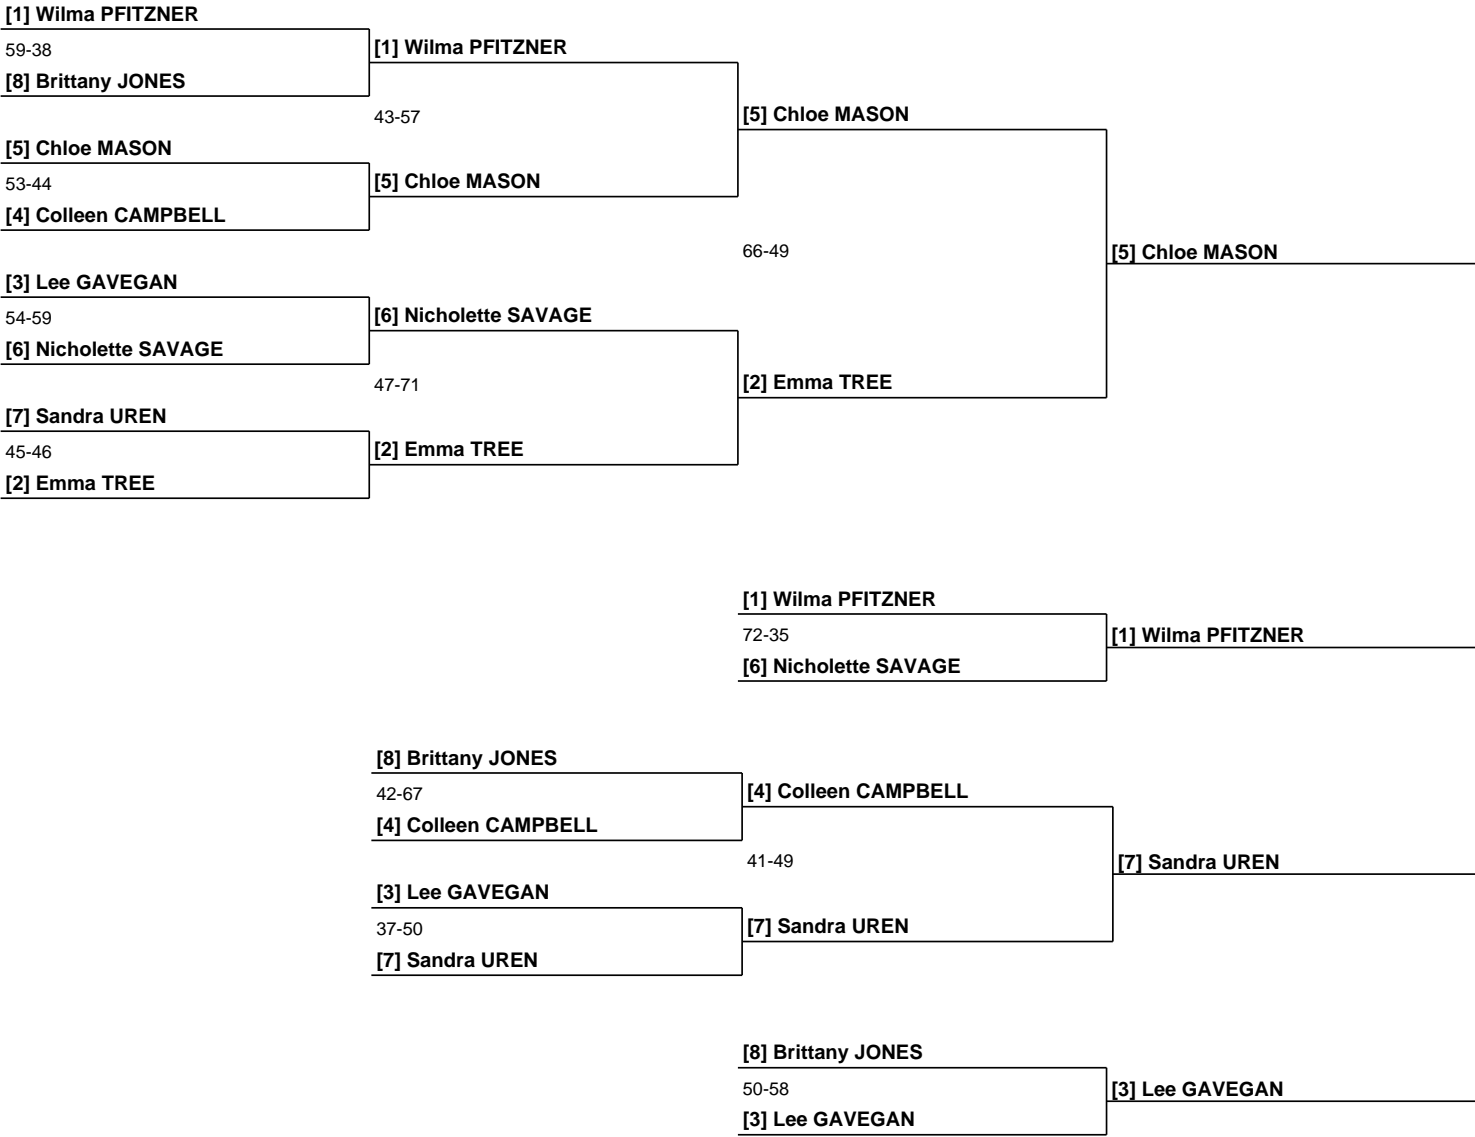 [1] Wilma PFITZNER
59-38
[8] Brittany JONES
[5] Chloe MASON
53-44
[4] Colleen CAMPBELL
[3] Lee GAVEGAN
54-59
[6] Nicholette SAVAGE
[7] Sandra UREN
45-46
[2] Emma TREE
[1] Wilma PFITZNER
43-57
[5] Chloe MASON
[6] Nicholette SAVAGE
47-71
[2] Emma TREE
[5] Chloe MASON
66-49
[2] Emma TREE
[5] Chloe MASON
[1] Wilma PFITZNER
72-35
[6] Nicholette SAVAGE
[1] Wilma PFITZNER
[8] Brittany JONES
42-67
[4] Colleen CAMPBELL
[3] Lee GAVEGAN
37-50
[7] Sandra UREN
[4] Colleen CAMPBELL
41-49
[7] Sandra UREN
[7] Sandra UREN
[8] Brittany JONES
50-58
[3] Lee GAVEGAN
[3] Lee GAVEGAN